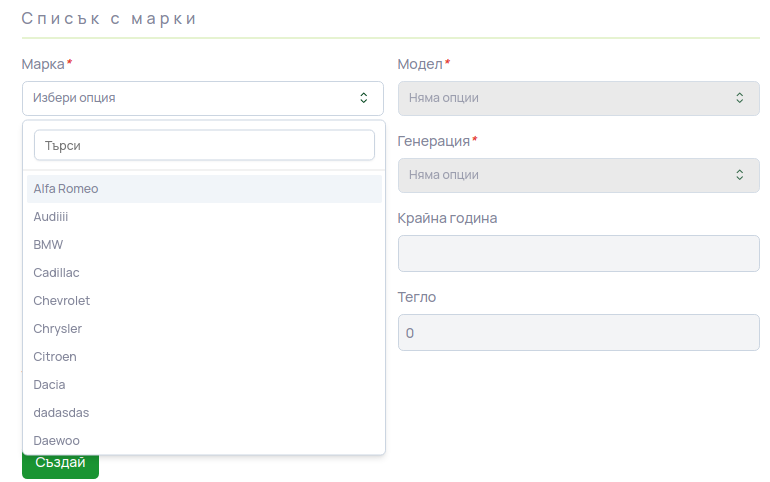 Списък с марки
Марка*
Избери опция
Търси
Alfa Romeo
Audiiii
BMW
Cadillac
Chevrolet
Chrysler
Citroen
Dacia
dadasdas
Daewoo
Модел*
Няма опции
Генерация*
Няма опции
Крайна година
Тегло
0
Създай